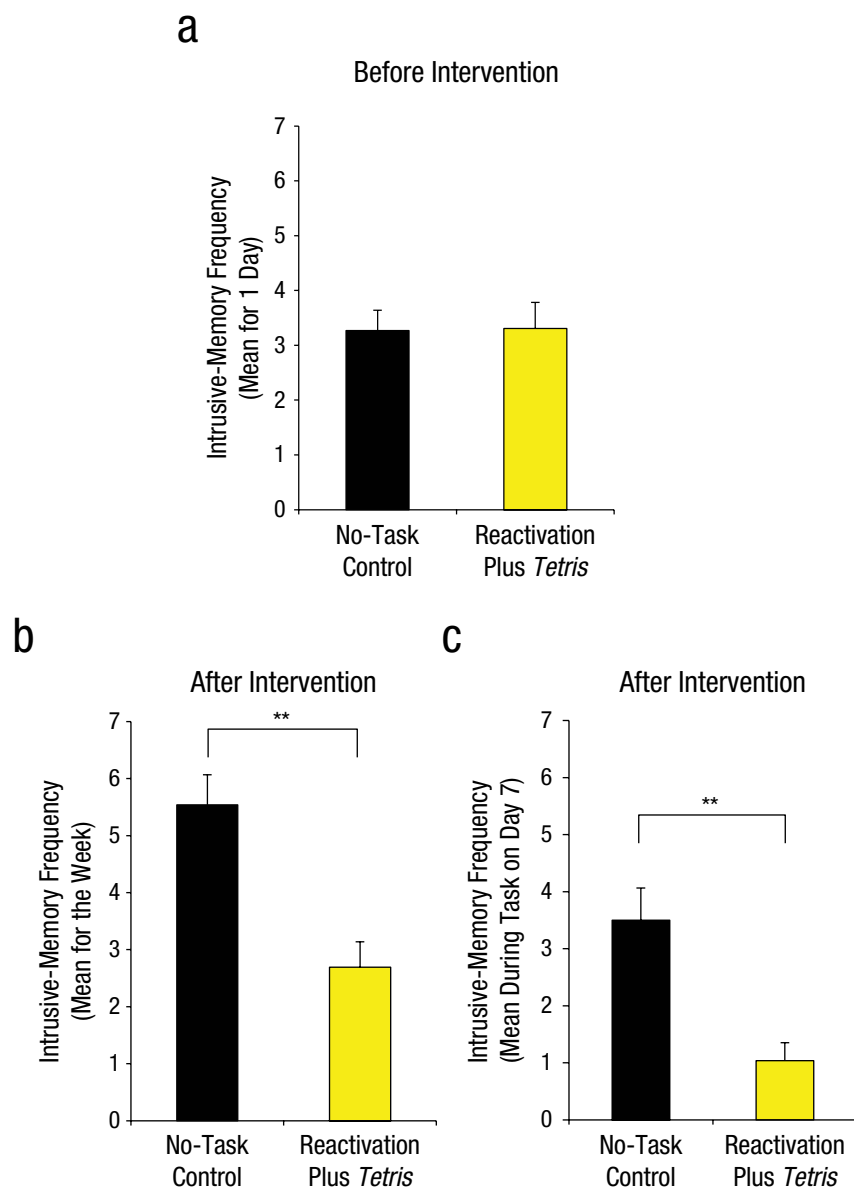 a
Before Intervention
Intrusive-Memory Frequency
(Mean for 1 Day)
7
6
5
4
3
2
1
0
No-Task
Control
Reactivation
Plus Tetris
b
After Intervention
**
Intrusive-Memory Frequency
(Mean for the Week)
7
6
5
4
3
2
1
0
No-Task
Control
Reactivation
Plus Tetris
c
After Intervention
**
Intrusive-Memory Frequency
(Mean During Task on Day 7)
7
6
5
4
3
2
1
0
No-Task
Control
Reactivation
Plus Tetris